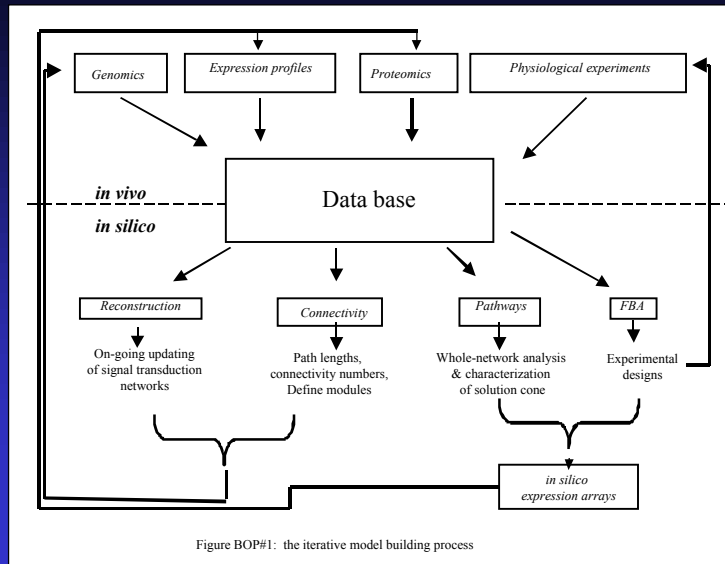 Genomics
Expression profiles
Proteomics
Physiological experiments
in vivo
Data base
in silico
Reconstruction
Connectivity
Pathways
FBA
On-going updating
of signal transduction
networks
Path lengths,
connectivity numbers,
Define modules
Whole-network analysis
& characterization
of solution cone
Experimental
designs
in silico
expression arrays
Figure BOP#1:  the iterative model building process